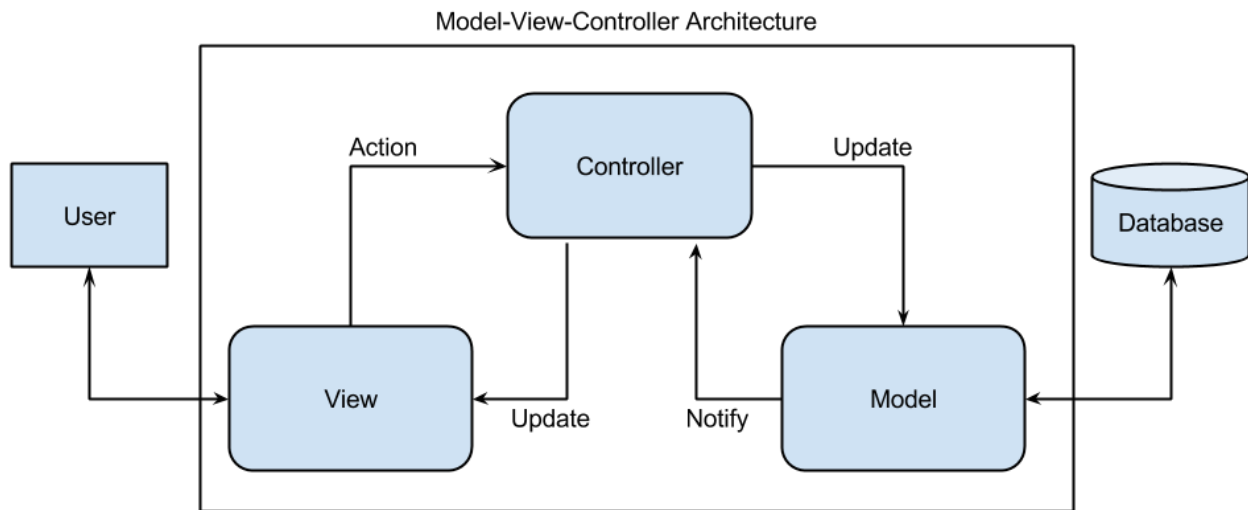 Model-View-Controller Architecture
Action
Controller
Update
User
Database
View
Update
Notify
Model